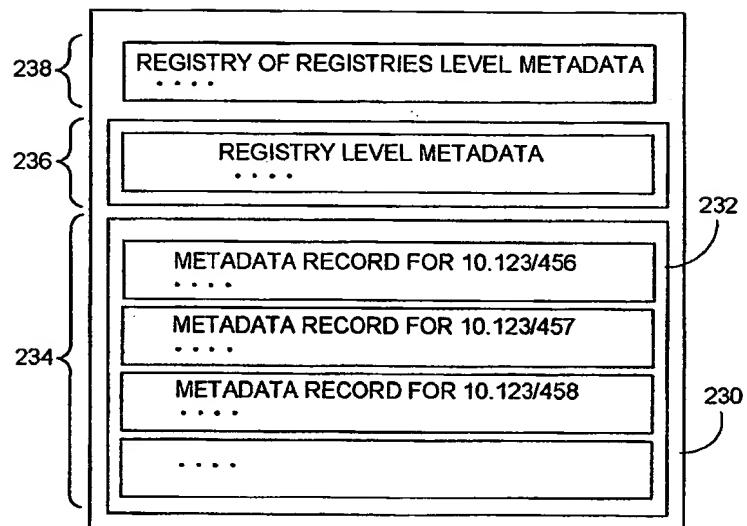 238
REGISTRY OF REGISTRIES LEVEL METADATA
. . . .
236
REGISTRY LEVEL METADATA
. . . .
232
234
METADATA RECORD FOR 10.123/456
. . . .
METADATA RECORD FOR 10.123/457
. . . .
METADATA RECORD FOR 10.123/458
. . . .
230
. . . .